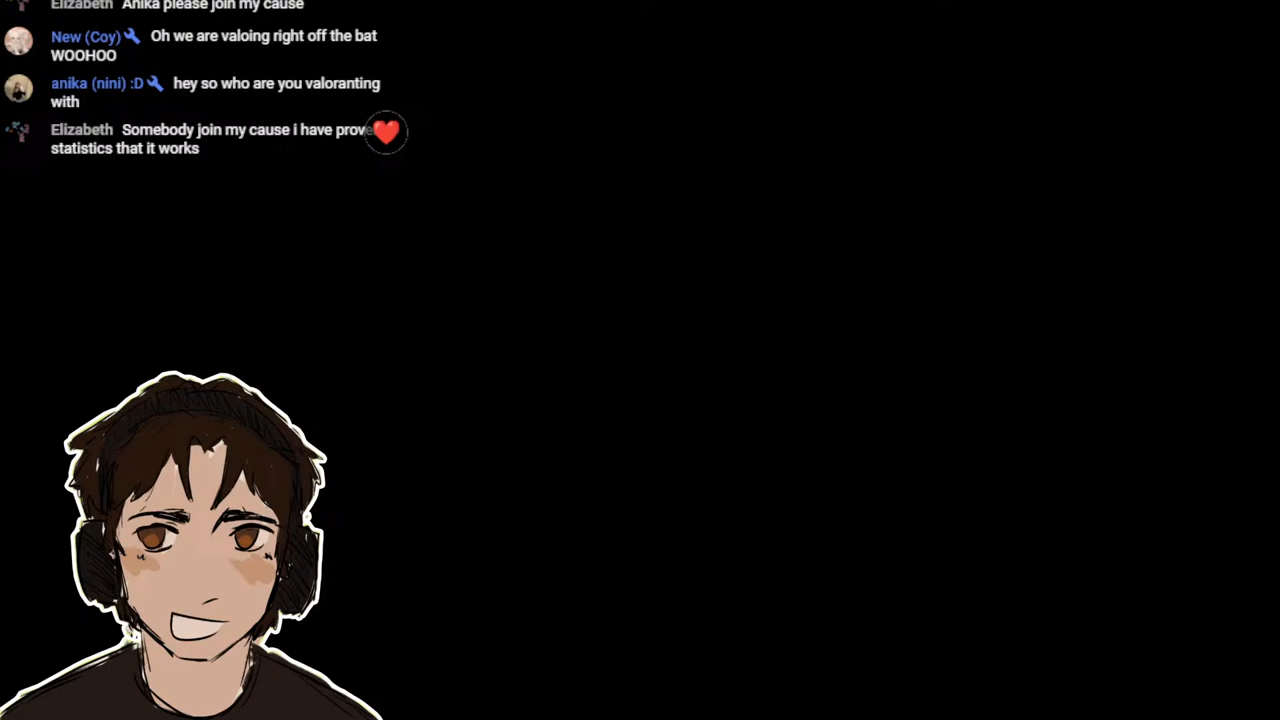 Elizabeth Anika please join my cause
New (Coy) Oh we are valoing right off the bat
WOOHOO
anika (nini) :D hey so who are you valoranting
with
Elizabeth Somebody join my cause i have
statistics that it works